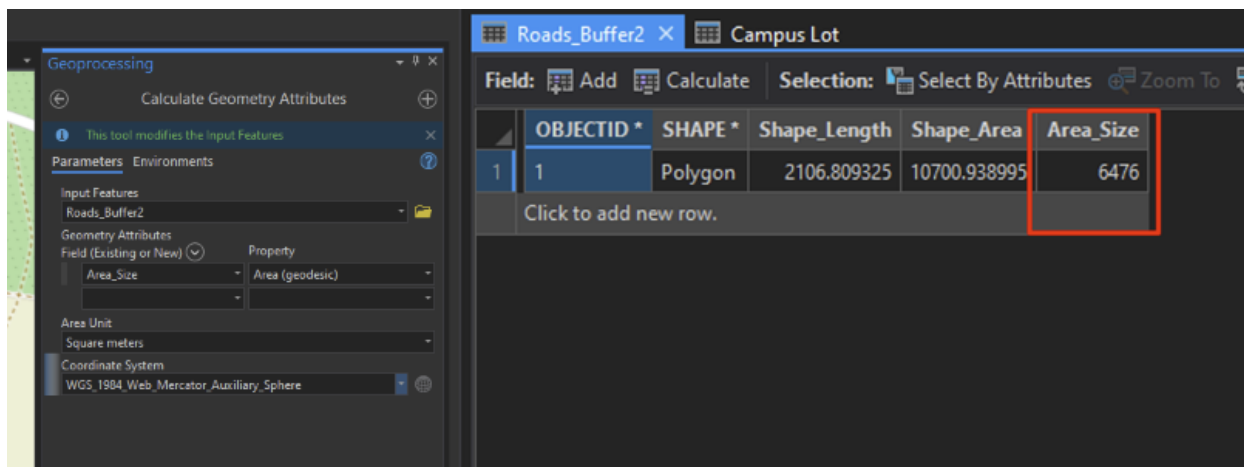 Geoprocessing
Calculate Geometry Attributes
This tool modifies the Input Features
Parameters Environments
Input Features
Roads_Buffer2
Geometry Attributes
Field (Existing or New) Property
Area_Size Area (geodesic)
Area Unit
Square meters
Coordinate System
WGS_1984_Web_Mercator_Auxiliary_Sphere
Roads_Buffer2 Campus Lot
Field: Add Calculate Selection: Select By Attributes Zoom To
OBJECTID * SHAPE * Shape_Length Shape_Area Area_Size
1 1 Polygon 2106.809325 10700.938995 6476
Click to add new row.